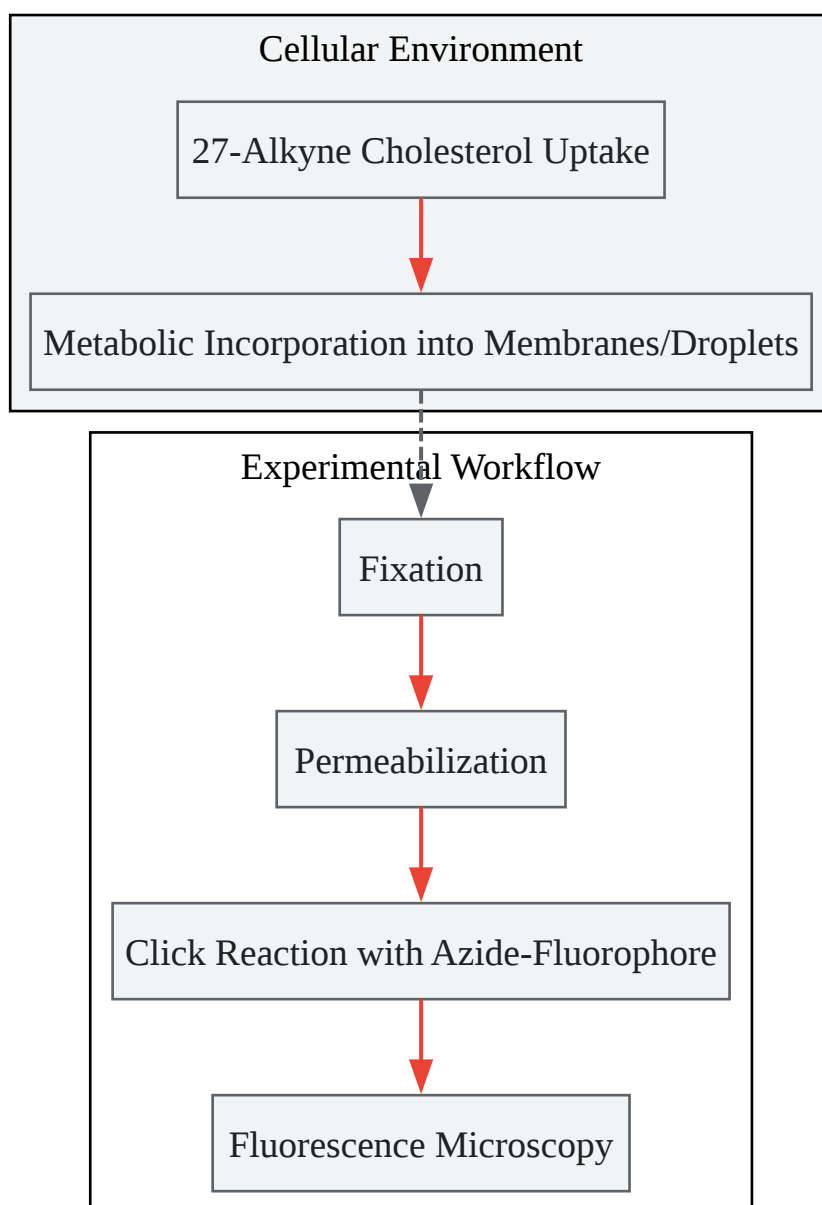 Cellular Environment
27-Alkyne Cholesterol Uptake
Metabolic Incorporation into Membranes/Droplets
Experimental Workflow
Fixation
Permeabilization
Click Reaction with Azide-Fluorophore
Fluorescence Microscopy